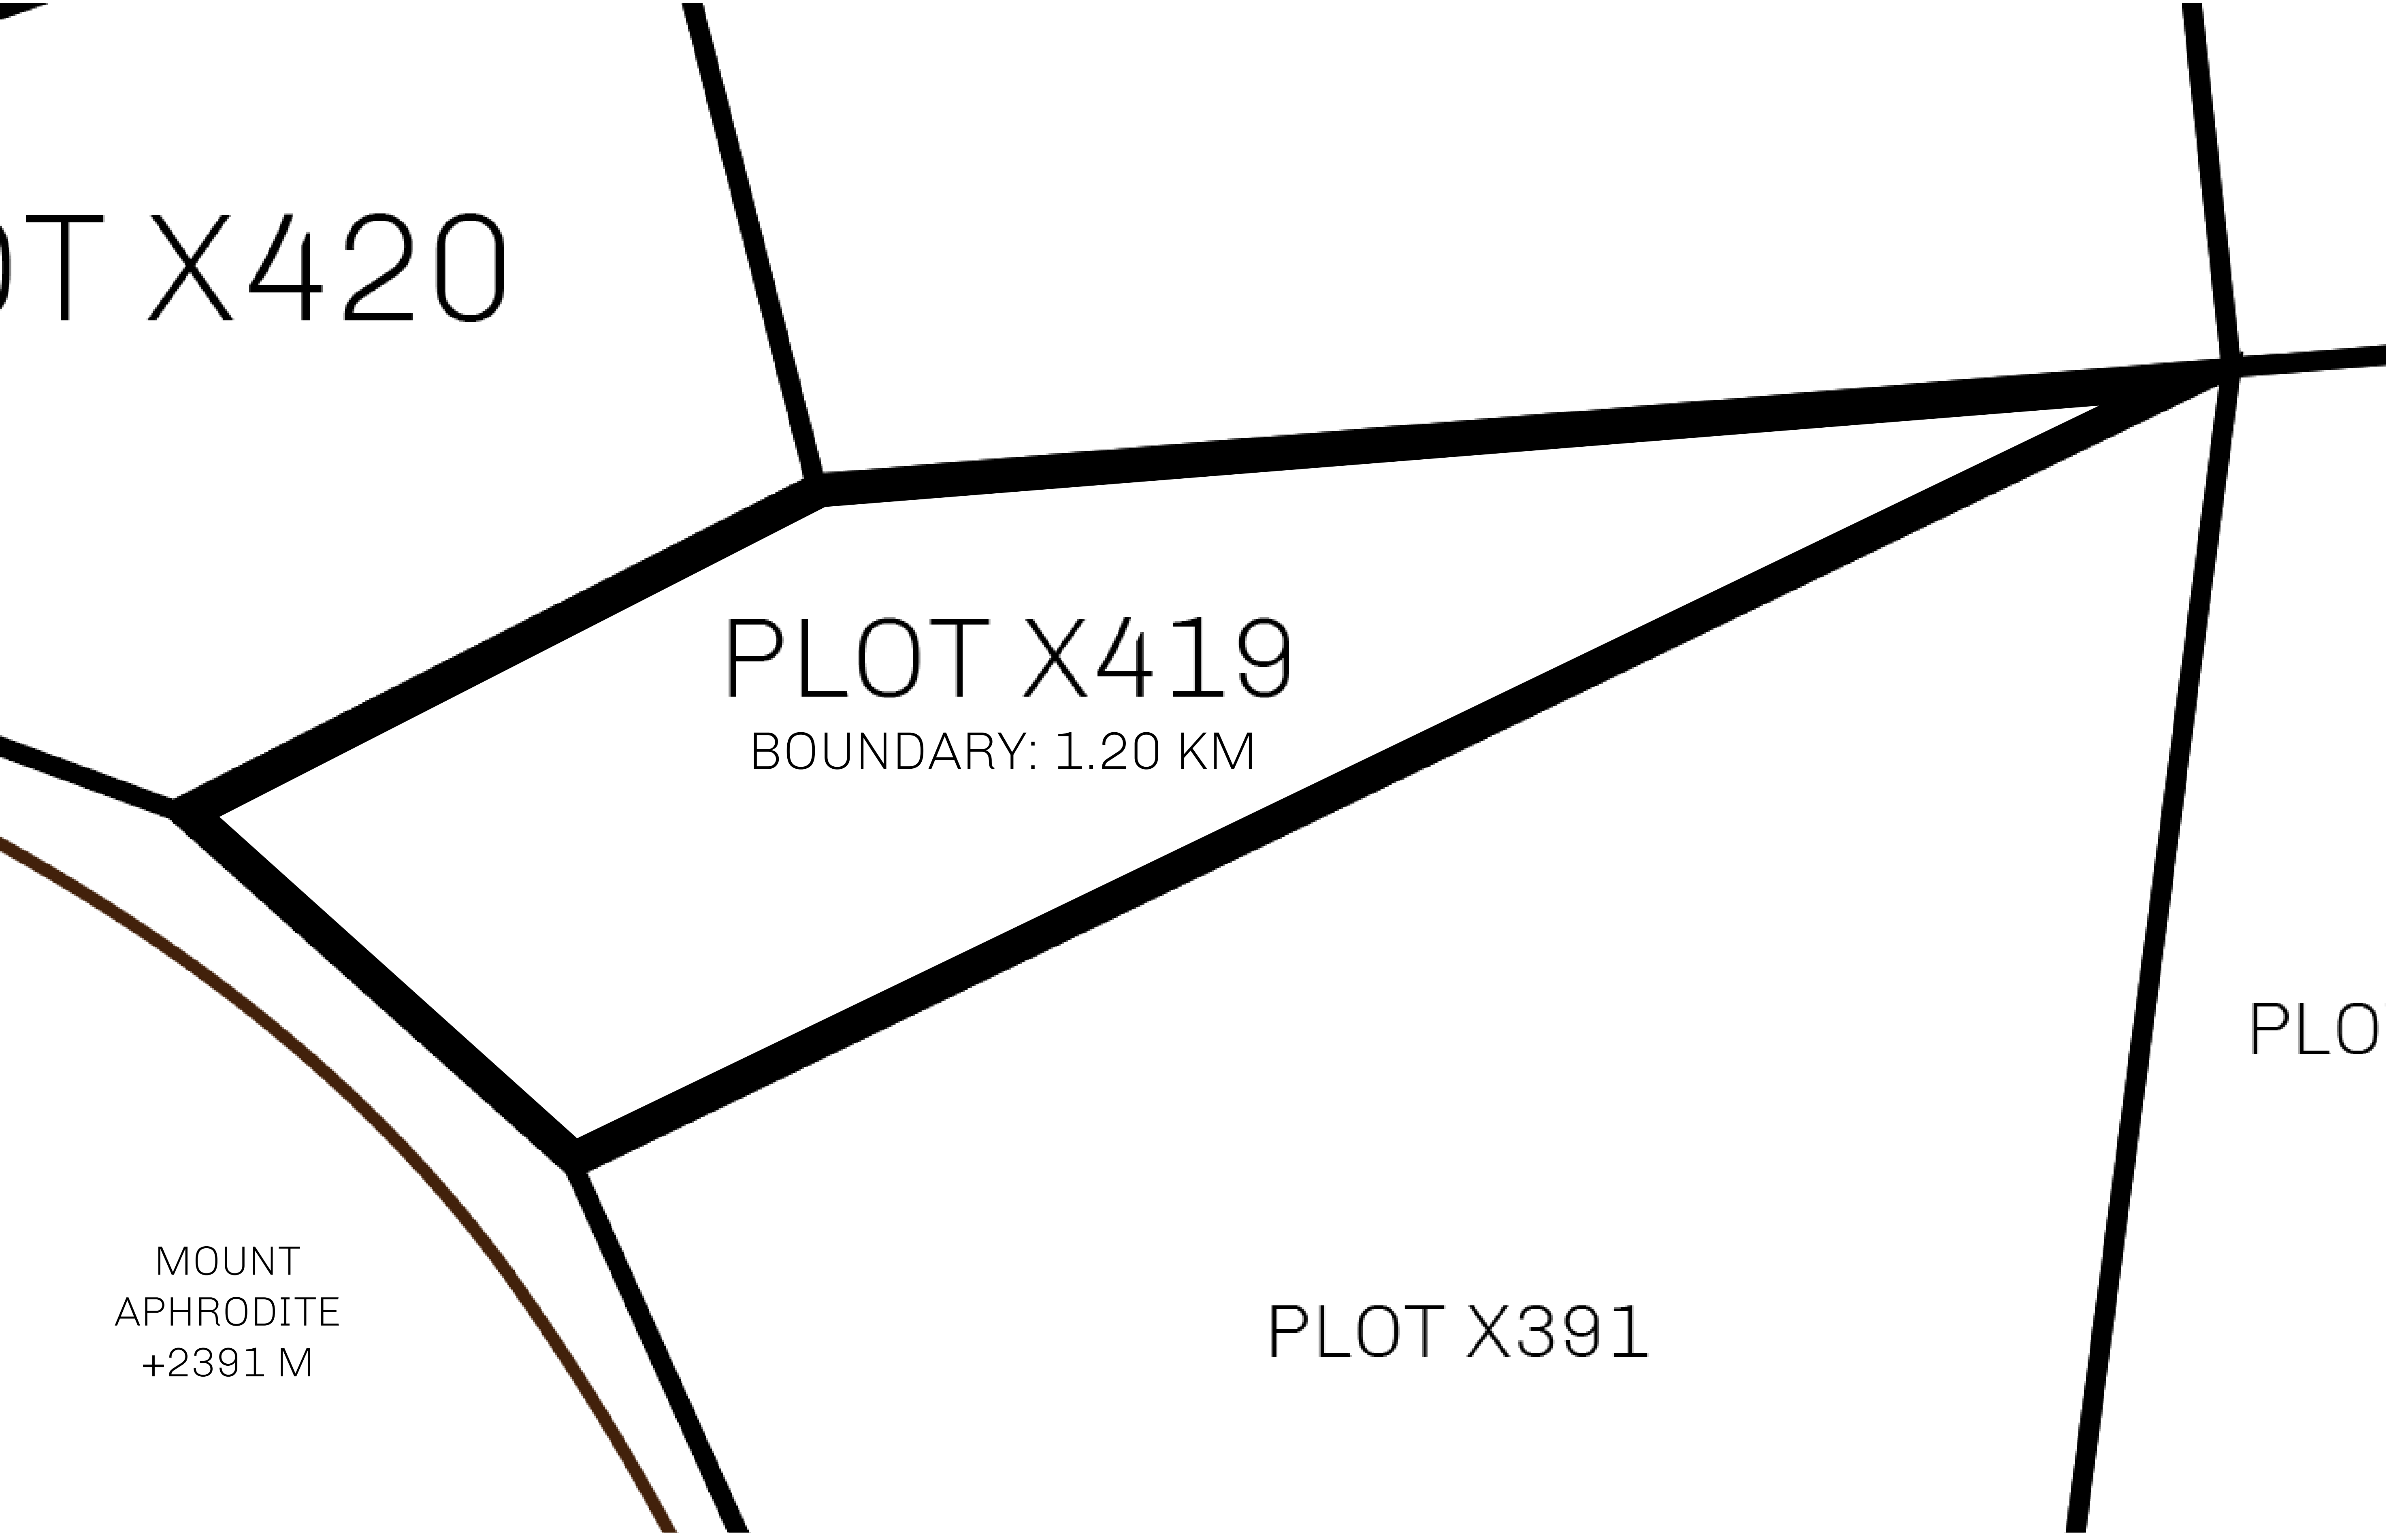 OT X420
PLOT X419
BOUNDARY: 1.20 KM
PLO
MOUNT
APHRODITE
+2391 M
PLOT X391